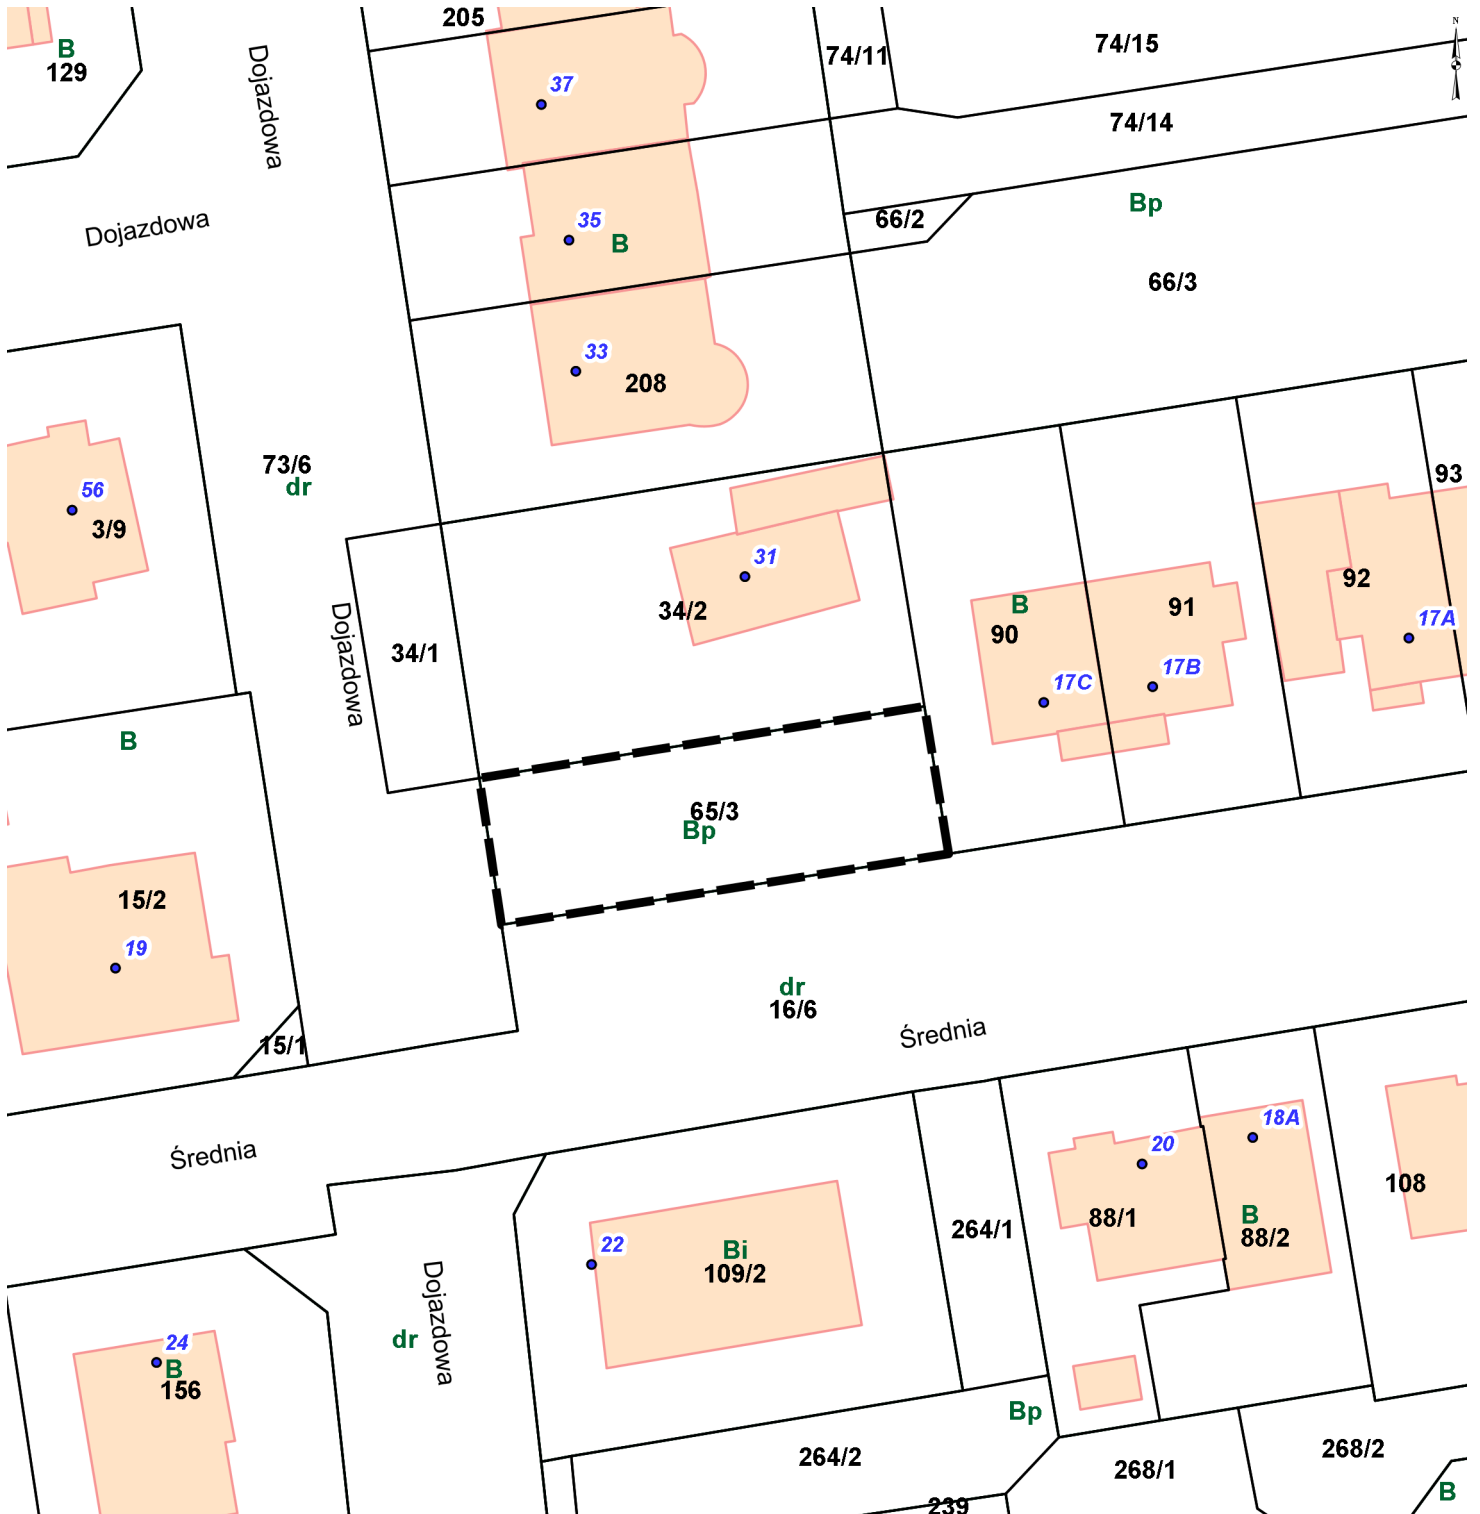 205
B
129
Dojazdowa
37
74/11
74/15
N
74/14
Dojazdowa
35
B
66/2
Bp
66/3
33
208
73/6
dr
56
3/9
31
34/2
93
92
17A
B
90
91
17C
17B
Dojazdowa
34/1
B
65/3
Bp
15/2
19
15/1
dr
16/6
Średnia
Średnia
18A
20
88/1
B
88/2
108
264/1
22
Bi
109/2
Dojazdowa
dr
24
B
156
Bp
264/2
268/1
268/2
239
B